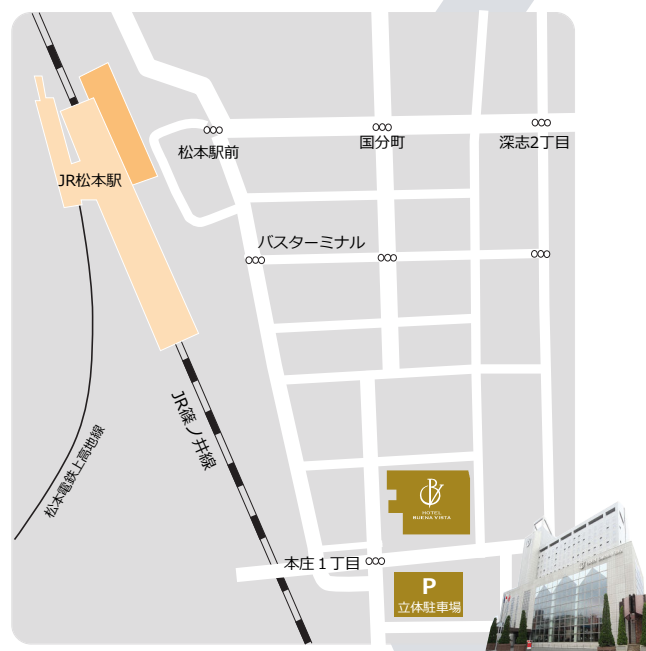 松本駅前
国分町
深志2丁目
JR松本駅
バスターミナル
JR篠ノ井線
松本電鉄上高地線
HOTEL
BUENA VISTA
本庄１丁目
P
立体駐車場